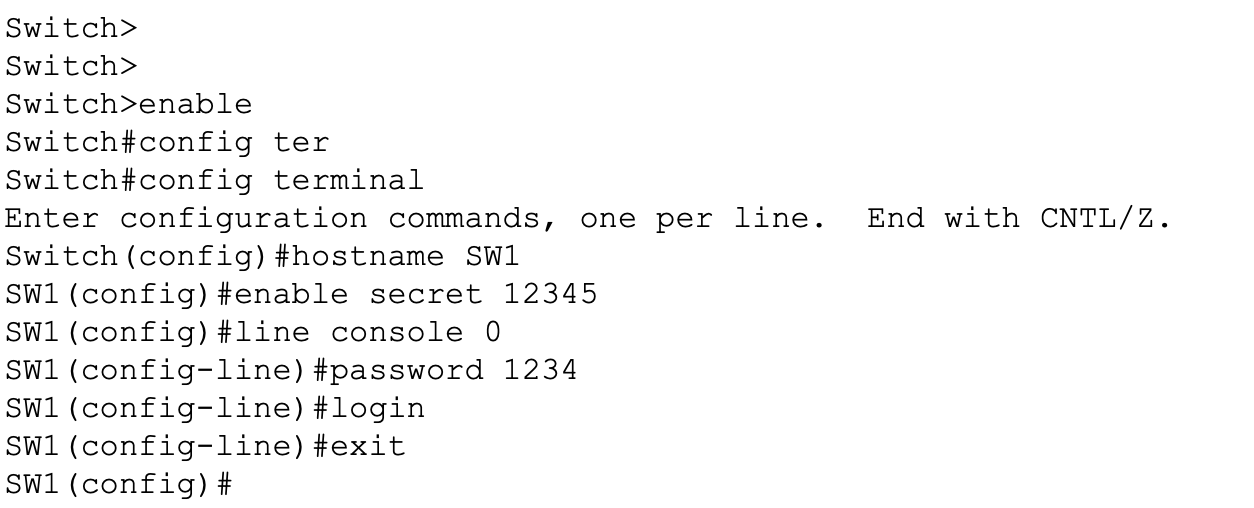 Switch>
Switch>
Switch>enable
Switch#config ter
Switch#config terminal
Enter configuration commands, one per line.  End with CNTL/Z.
Switch(config)#hostname SW1
SW1(config)#enable secret 12345
SW1(config)#line console 0
SW1(config-line)#password 1234
SW1(config-line)#login
SW1(config-line)#exit
SW1(config)#